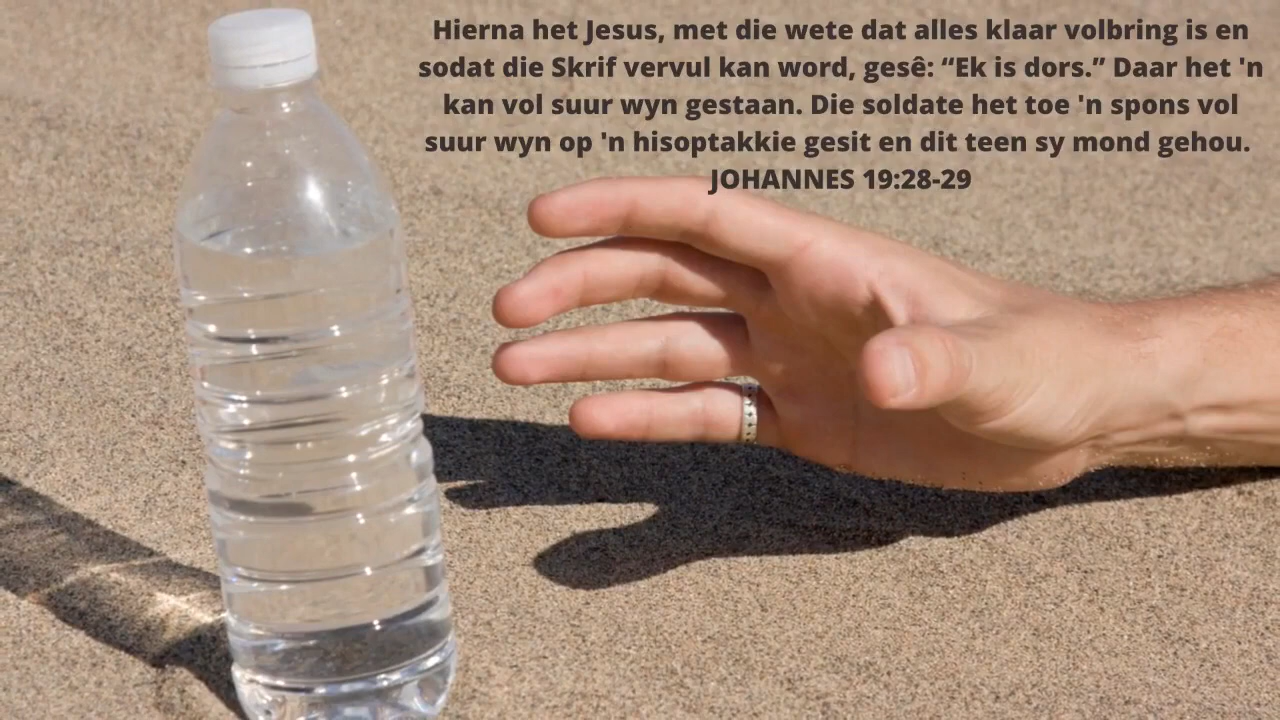 Hierna het Jesus, met die wete dat alles klaar volbring is en
sodat die Skrif vervul kan word, gesê: “Ek is dors.” Daar het 'n
kan vol suur wyn gestaan. Die soldate het toe 'n spons vol
suur wyn op 'n hisoptakkie gesit en dit teen sy mond gehou.
JOHANNES 19:28-29